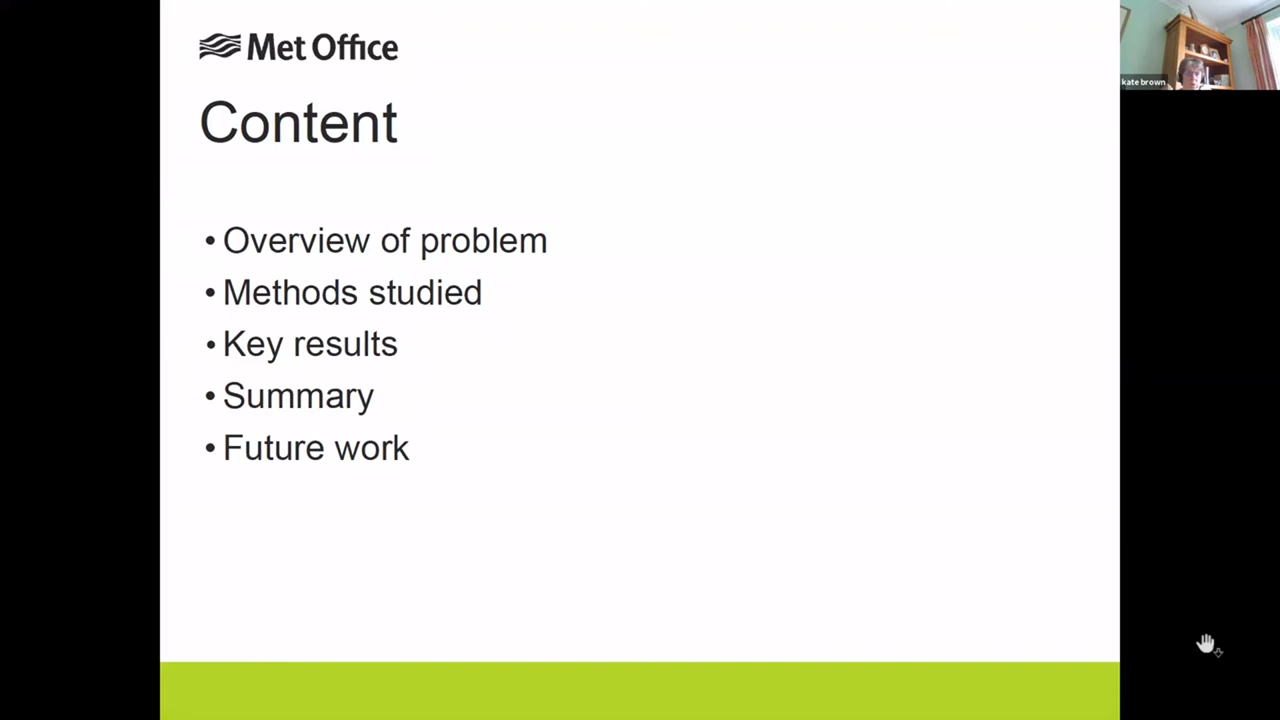 Met Office
kate brown
Content
• Overview of problem
• Methods studied
• Key results
• Summary
• Future work